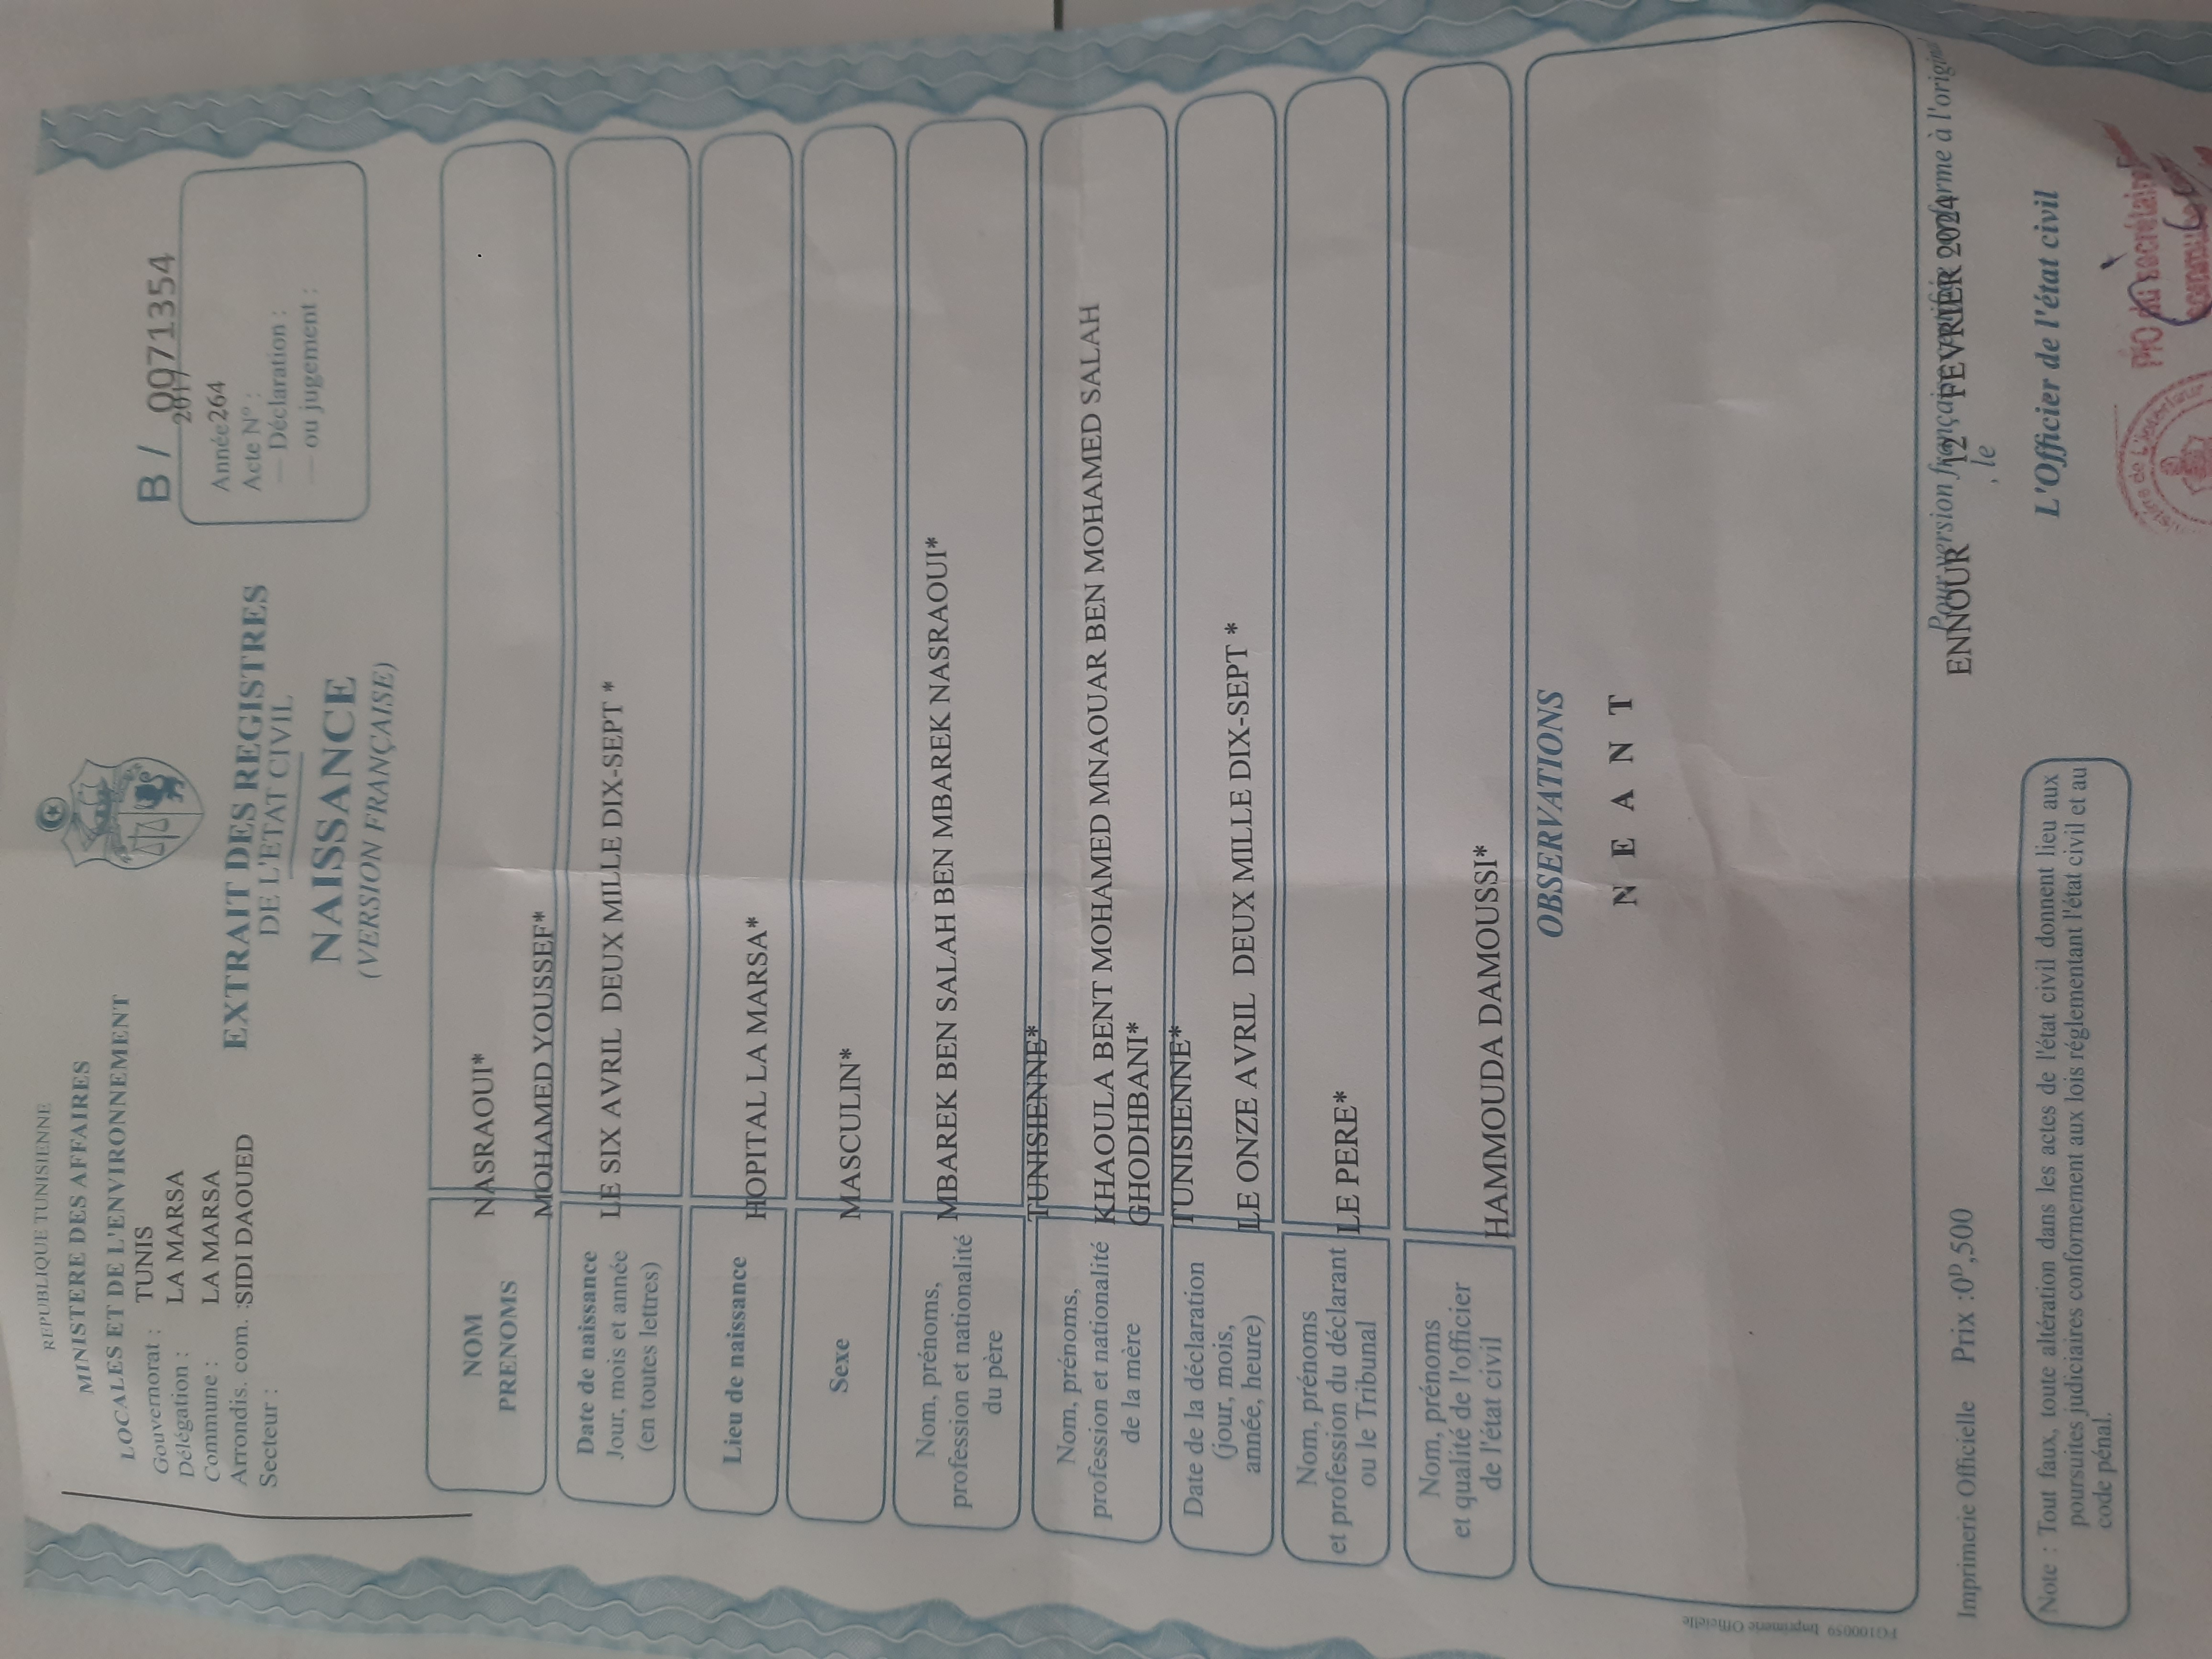 REPUBLIQUE TUNISIENNE
MINISTERE DES AFFAIRES
LOCALES ET DE L'ENVIRONNEMENT
Gouvernorat : TUNIS
Délégation : LA MARSA
Commune : LA MARSA
Arrondis. com. :SIDI DAOUED
Secteur :
B / 0071354
2017
Année264
Acte N° :
— Déclaration :
— ou jugement :
EXTRAIT DES REGISTRES
DE L'ETAT CIVIL
NAISSANCE
(VERSION FRANÇAISE)
NOM
PRENOMS
NASRAOUI*
MOHAMED YOUSSEF*
Date de naissance
Jour, mois et année
(en toutes lettres)
LE SIX AVRIL DEUX MILLE DIX-SEPT *
Lieu de naissance
HOPITAL LA MARSA*
Sexe
MASCULIN*
Nom, prénoms,
profession et nationalité
du père
MBAREK BEN SALAH BEN MBAREK NASRAOUI*
TUNISIENNE*
Nom, prénoms,
profession et nationalité
de la mère
KHAOULA BENT MOHAMED MNAOUAR BEN MOHAMED SALAH
GHODHBANI*
TUNISIENNE*
Date de la déclaration
(jour, mois,
année, heure)
LE ONZE AVRIL DEUX MILLE DIX-SEPT *
Nom, prénoms
et profession du déclarant
ou le Tribunal
LE PERE*
Nom, prénoms
et qualité de l'officier
de l'état civil
HAMMOUDA DAMOUSSI*
OBSERVATIONS
N E A N T
FO100059 Imprimerie Officielle
Imprimerie Officielle Prix :0D,500
Pour version française conforme à l'original
ENNOUR 12 FEVRIER 2024
, le
L'Officier de l'état civil
P/O du Secrétaire
Note : Tout faux, toute altération dans les actes de l'état civil donnent lieu aux
poursuites judiciaires conformement aux lois réglementant l'état civil et au
code pénal.